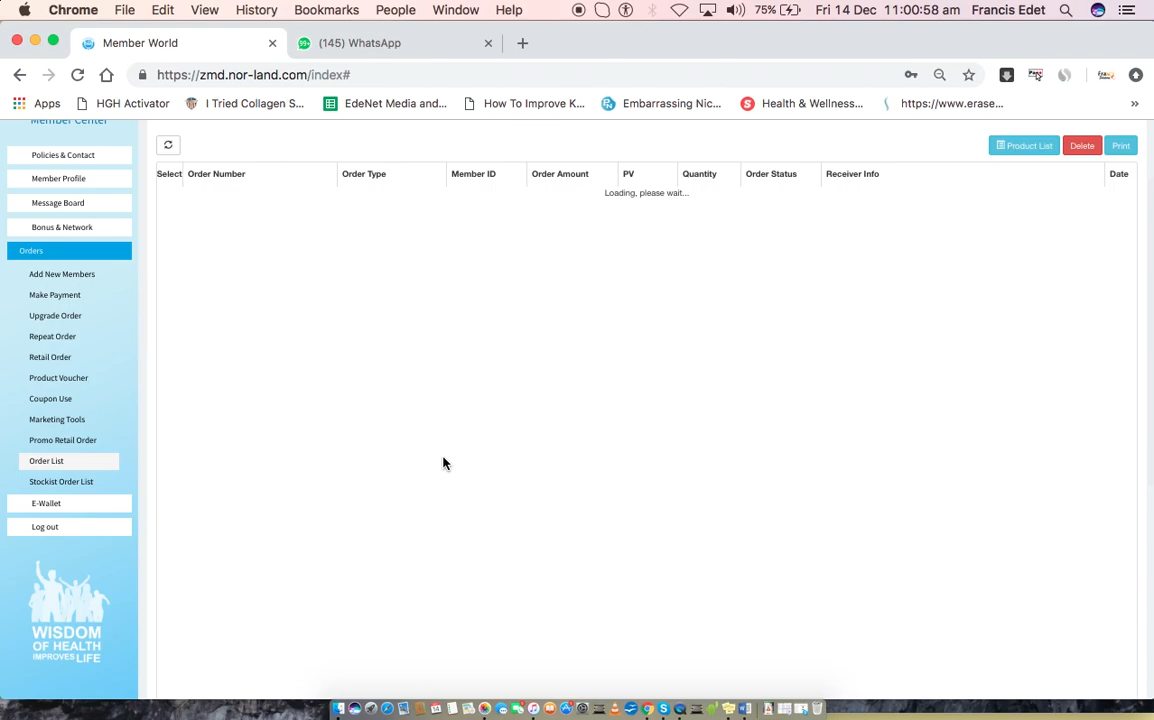 Chrome File Edit View History Bookmarks People Window Help 75% Fri 14 Dec 11:00:58 am Francis Edet
Member World (145) WhatsApp
https://zmd.nor-land.com/index#
Apps HGH Activator I Tried Collagen S... EdeNet Media and... How To Improve K... Embarrassing Nic... Health & Wellness... https://www.erase... »
Member Center
Product List Delete Print
Policies & Contact
Select Order Number Order Type Member ID Order Amount PV Quantity Order Status Receiver Info Date
Member Profile
Loading, please wait...
Message Board
Bonus & Network
Orders
Add New Members
Make Payment
Upgrade Order
Repeat Order
Retail Order
Product Voucher
Coupon Use
Marketing Tools
Promo Retail Order
Order List
Stockist Order List
E-Wallet
Log out
WISDOM
OF HEALTH
IMPROVES LIFE